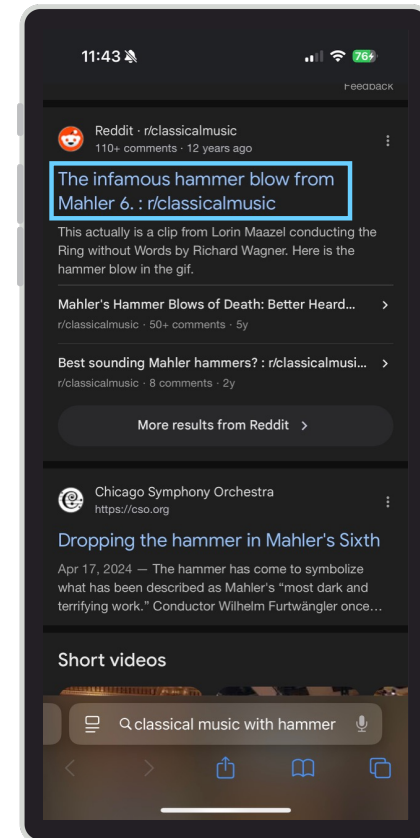 11:43
76
Feedback
Reddit · r/classicalmusic
110+ comments · 12 years ago
The infamous hammer blow from
Mahler 6. : r/classicalmusic
This actually is a clip from Lorin Maazel conducting the
Ring without Words by Richard Wagner. Here is the
hammer blow in the gif.
Mahler's Hammer Blows of Death: Better Heard...
r/classicalmusic · 50+ comments · 5y
Best sounding Mahler hammers? : r/classicalmusi...
r/classicalmusic · 8 comments · 2y
More results from Reddit
Chicago Symphony Orchestra
https://cso.org
Dropping the hammer in Mahler's Sixth
Apr 17, 2024 — The hammer has come to symbolize
what has been described as Mahler's “most dark and
terrifying work.” Conductor Wilhelm Furtwängler once...
Short videos
classical music with hammer